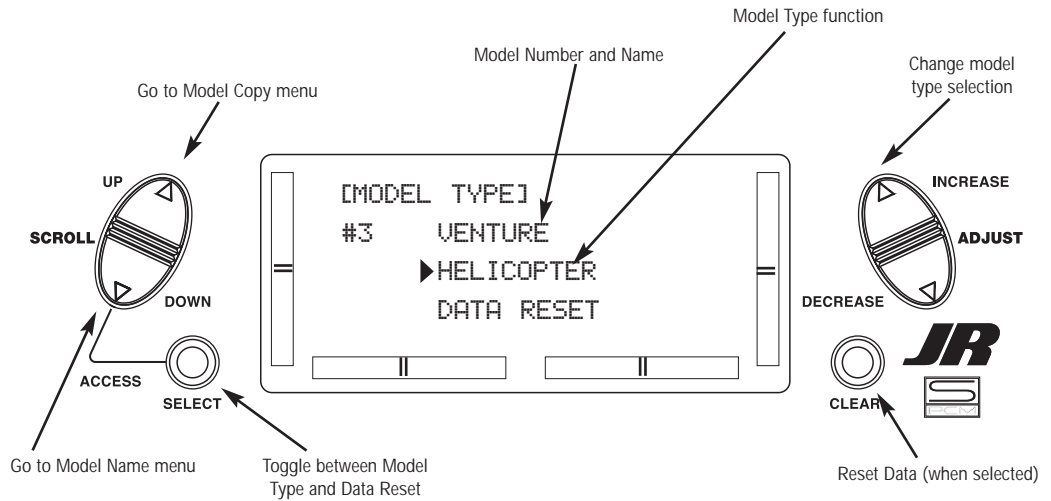 Model Type function
Model Number and Name
Change model
type selection
Go to Model Copy menu
UP
SCROLL
DOWN
ACCESS
SELECT
[MODEL TYPE]
#3 VENTURE
HELICOPTER
DATA RESET
INCREASE
ADJUST
DECREASE
CLEAR
JR
S
PCM
Go to Model Name menu
Toggle between Model
Type and Data Reset
Reset Data (when selected)